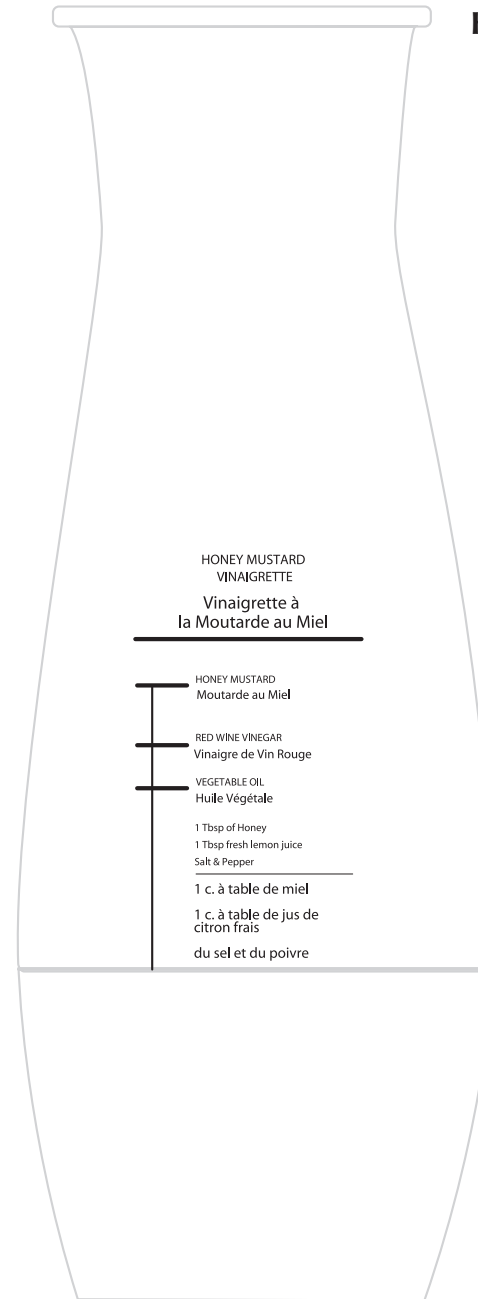 HONEY MUSTARD
VINAIGRETTE
Vinaigrette à
la Moutarde au Miel
HONEY MUSTARD
Moutarde au Miel
RED WINE VINEGAR
Vinaigre de Vin Rouge
VEGETABLE OIL
Huile Végétale
1 Tbsp of Honey
1 Tbsp fresh lemon juice
Salt & Pepper
1 c. à table de miel
1 c. à table de jus de
citron frais
du sel et du poivre